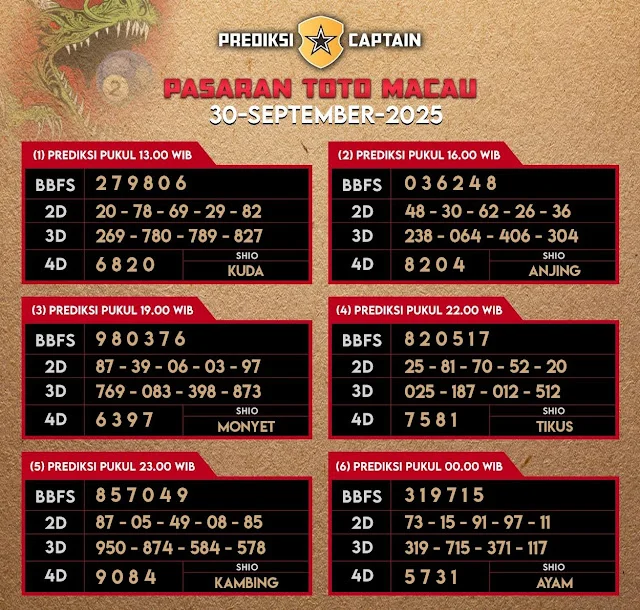 PREDIKSI CAPTAIN
PASARAN TOTO MACAU
30-SEPTEMBER-2025
2
(1) PREDIKSI PUKUL 13.00 WIB
BBFS 279806
2D 20 - 78 - 69 - 29 - 82
3D 269 - 780 - 789 - 827
4D 6820 SHIO KUDA
(2) PREDIKSI PUKUL 16.00 WIB
BBFS 036248
2D 48 - 30 - 62 - 26 - 36
3D 238 - 064 - 406 - 304
4D 8204 SHIO ANJING
(3) PREDIKSI PUKUL 19.00 WIB
BBFS 980376
2D 87 - 39 - 06 - 03 - 97
3D 769 - 083 - 398 - 873
4D 6397 SHIO MONYET
(4) PREDIKSI PUKUL 22.00 WIB
BBFS 820517
2D 25 - 81 - 70 - 52 - 20
3D 025 - 187 - 012 - 512
4D 7581 SHIO TIKUS
(5) PREDIKSI PUKUL 23.00 WIB
BBFS 857049
2D 87 - 05 - 49 - 08 - 85
3D 950 - 874 - 584 - 578
4D 9084 SHIO KAMBING
(6) PREDIKSI PUKUL 00.00 WIB
BBFS 319715
2D 73 - 15 - 91 - 97 - 11
3D 319 - 715 - 371 - 117
4D 5731 SHIO AYAM